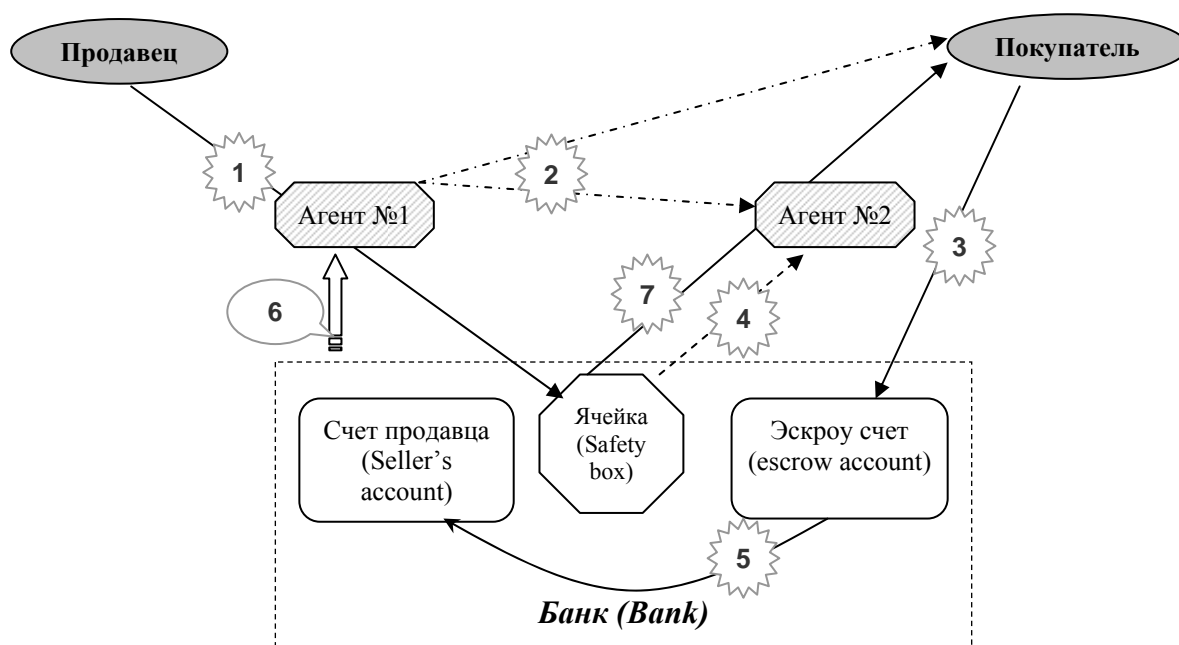 Продавец
Покупатель
1
2
Агент №1
Агент №2
3
6
7
4
Счет продавца
(Seller's
account)
Ячейка
(Safety
box)
Эскроу счет
(escrow account)
5
Банк (Bank)